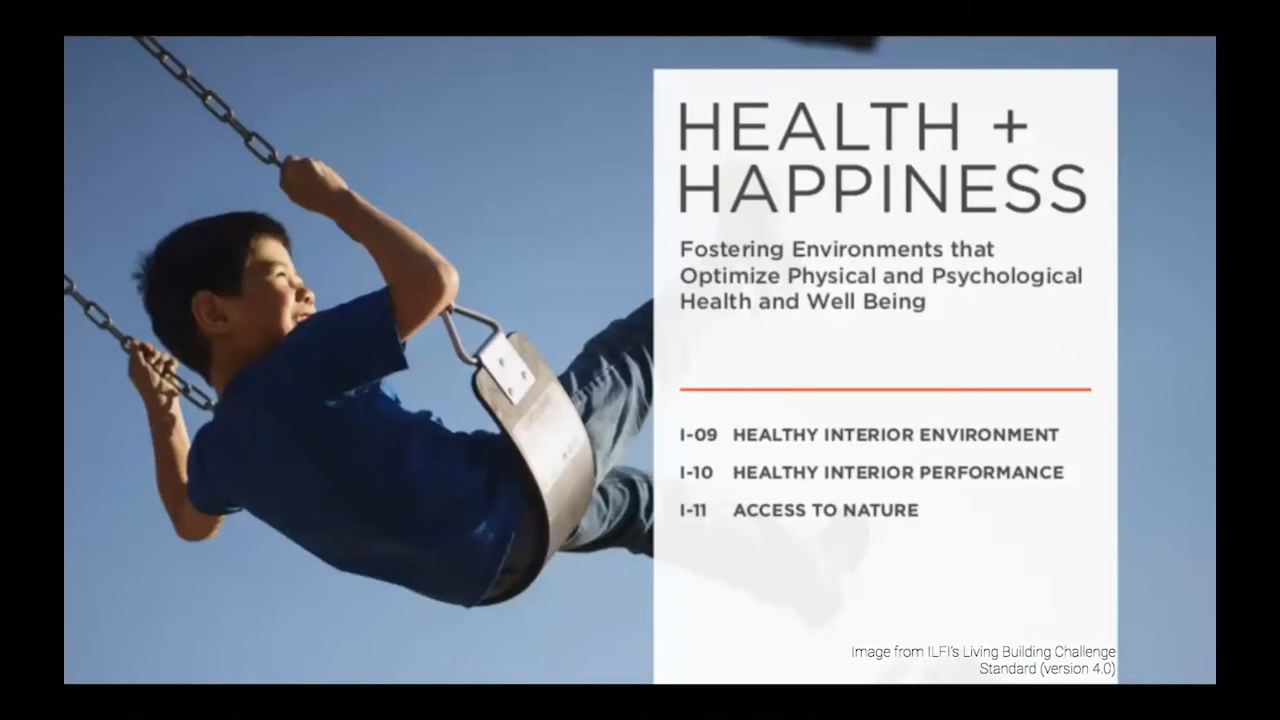 HEALTH +
HAPPINESS
Fostering Environments that
Optimize Physical and Psychological
Health and Well Being
I-09 HEALTHY INTERIOR ENVIRONMENT
I-10 HEALTHY INTERIOR PERFORMANCE
I-11 ACCESS TO NATURE
Image from ILFI's Living Building Challenge
Standard (version 4.0)